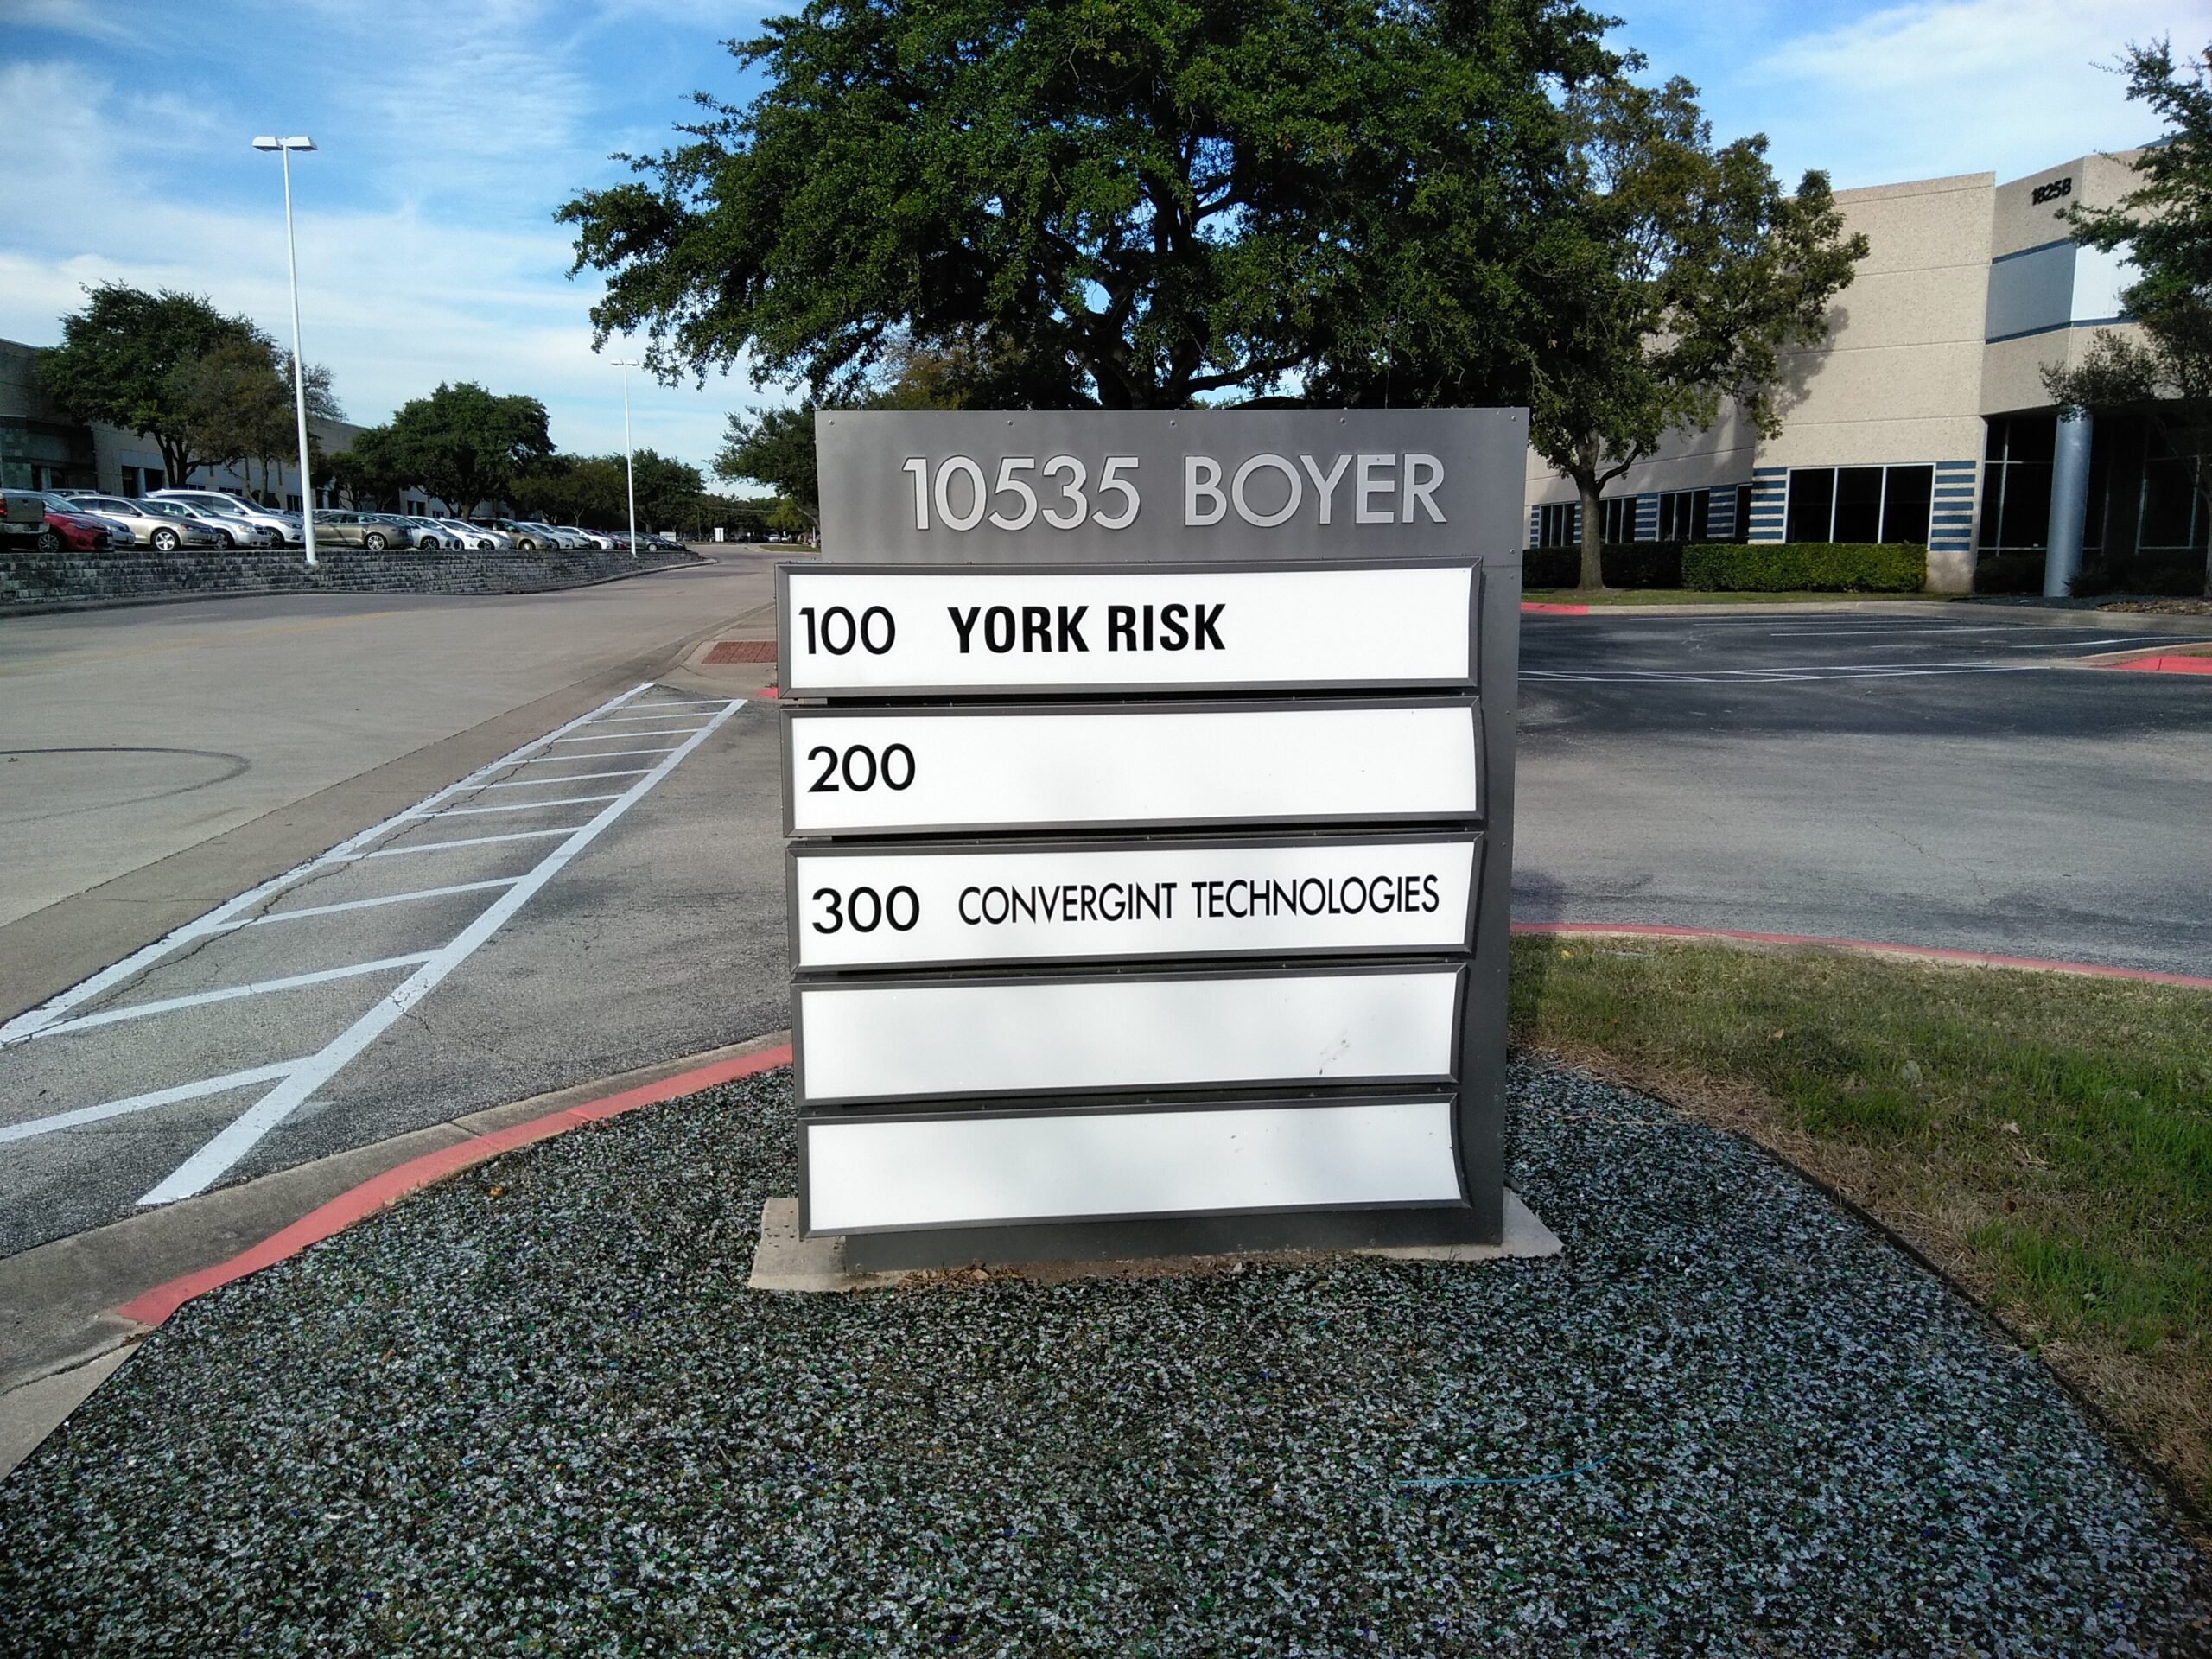 10535 BOYER
100 YORK RISK
200
300 CONVERGINT TECHNOLOGIES
1825B